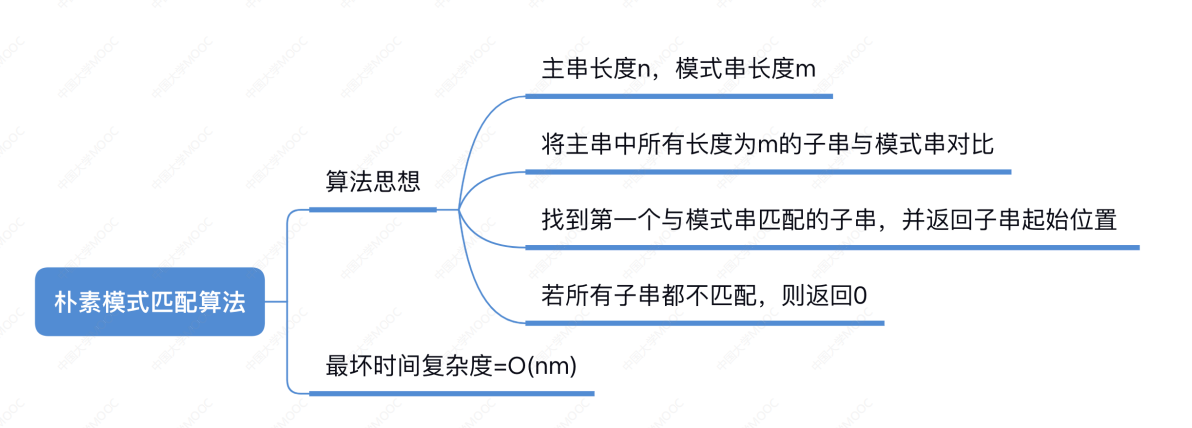 主串长度n，模式串长度m
将主串中所有长度为m的子串与模式串对比
算法思想
找到第一个与模式串匹配的子串，并返回子串起始位置
若所有子串都不匹配，则返回0
朴素模式匹配算法
最坏时间复杂度=O(nm)
中国大学MOOC